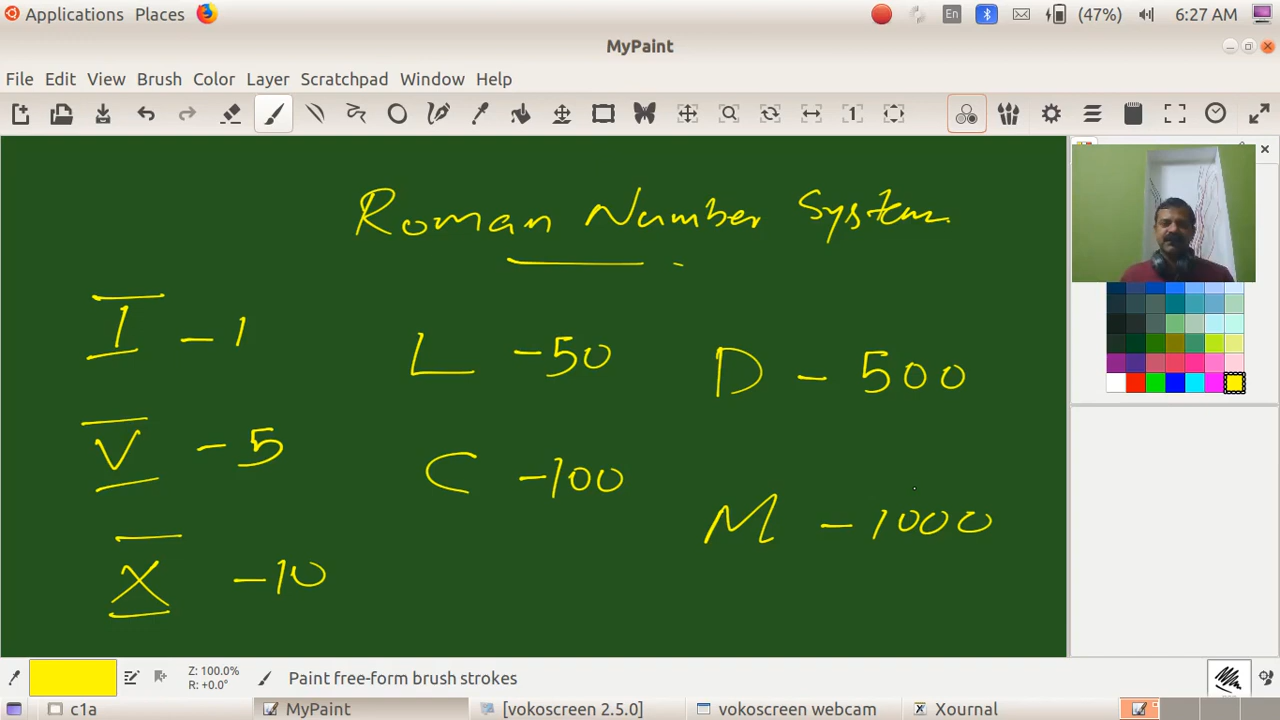 Applications Places En (47%) 6:27 AM
MyPaint
File Edit View Brush Color Layer Scratchpad Window Help
1
Roman Number System
I - 1
L - 50
D - 500
V - 5
C - 100
M - 1000
X - 10
Z: 100.0%
R: +0.0°
Paint free-form brush strokes
c1a MyPaint [vokoscreen 2.5.0] vokoscreen webcam Xournal